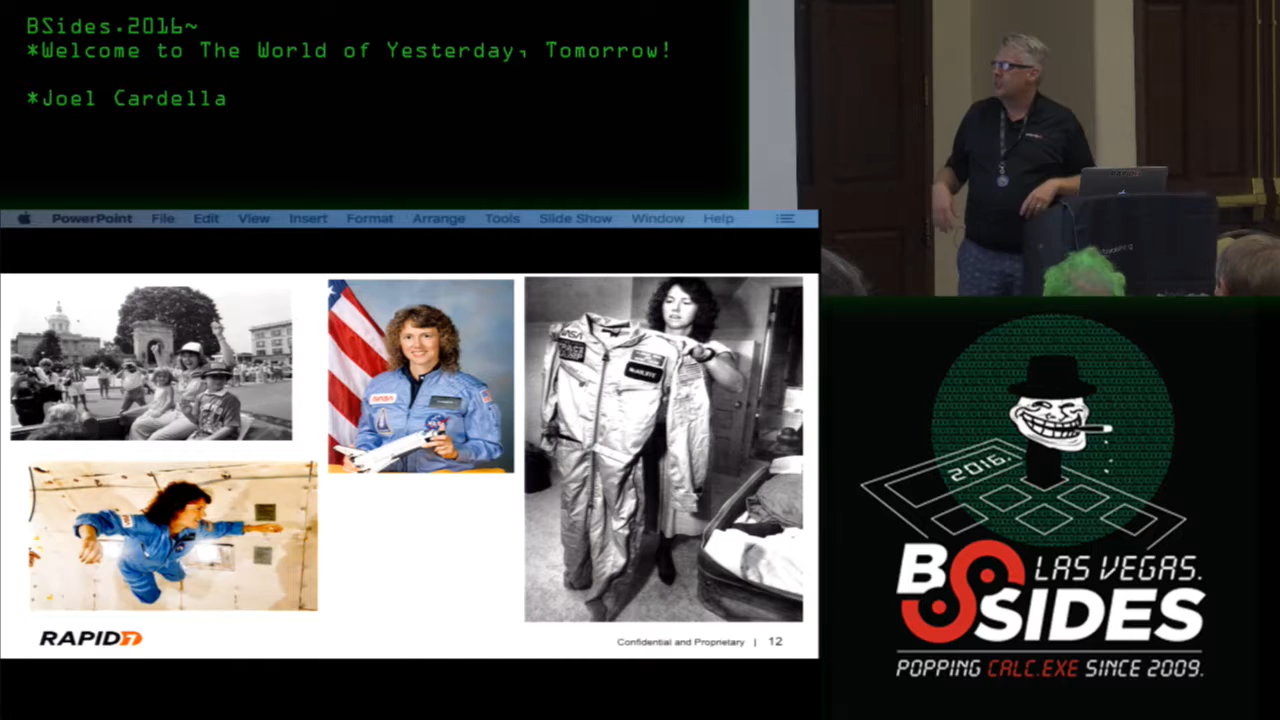 BSides.2016~
*Welcome to The World of Yesterday, Tomorrow!
*Joel Cardella
PowerPoint File Edit View Insert Format Arrange Tools Slide Show Window Help
NASA
NASA
RAPID7
Confidential and Proprietary | 12
2016.
BSIDES
LAS VEGAS.
POPPING CALC.EXE SINCE 2009.